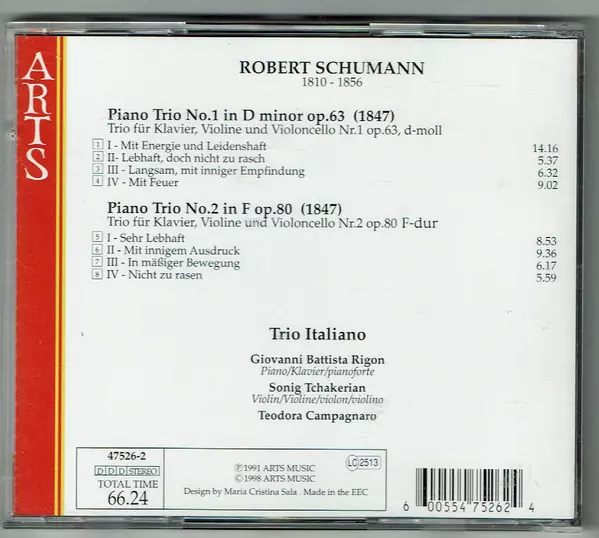 ARTS
ROBERT SCHUMANN
1810 - 1856
Piano Trio No.1 in D minor op.63 (1847)
Trio für Klavier, Violine und Violoncello Nr.1 op.63, d-moll
1 I - Mit Energie und Leidenshaft 14.16
2 II- Lebhaft, doch nicht zu rasch 5.37
3 III - Langsam, mit inniger Empfindung 6.32
4 IV - Mit Feuer 9.02
Piano Trio No.2 in F op.80 (1847)
Trio für Klavier, Violine und Violoncello Nr.2 op.80 F-dur
5 I - Sehr Lebhaft 8.53
6 II - Mit innigem Ausdruck 9.36
7 III - In mäßiger Bewegung 6.17
8 IV - Nicht zu rasen 5.59
Trio Italiano
Giovanni Battista Rigon
Piano/Klavier/pianoforte
Sonig Tchakerian
Violin/Violine/violon/violino
Teodora Campagnaro
47526-2
DDD STEREO
TOTAL TIME
66.24
℗ 1991 ARTS MUSIC
© 1998 ARTS MUSIC
Design by Maria Cristina Sala . Made in the EEC
LC 2513
6 00554 75262 4